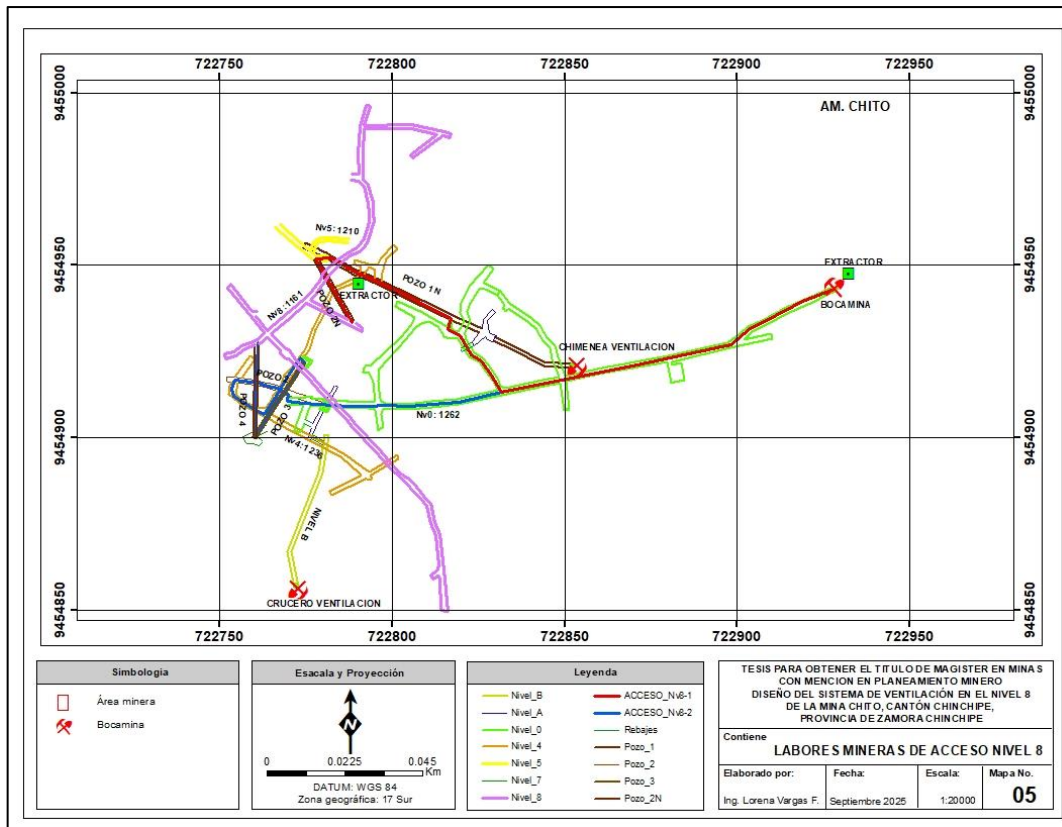 722750 722800 722850 722900 722950
9455000 9455000
AM. CHITO
Nv5: 1210
9454950 9454950
POZO 1N
EXTRACTOR
EXTRACTOR
BOCAMINA
POZO 2N
Nv8: 1161
CHIMENEA VENTILACION
POZO 3
POZO 4
Nv0: 1262
9454900 9454900
Nv4: 1236
NIVEL B
CRUCERO VENTILACION
9454850 9454850
722750 722800 722850 722900 722950
Simbologia
Área minera
Bocamina
Esacala y Proyección
N
0 0.0225 0.045
Km
DATUM: WGS 84
Zona geográfica: 17 Sur
Leyenda
Nivel_B
Nivel_A
Nivel_0
Nivel_4
Nivel_5
Nivel_7
Nivel_8
ACCESO_Nv8-1
ACCESO_Nv8-2
Rebajes
Pozo_1
Pozo_2
Pozo_3
Pozo_2N
TESIS PARA OBTENER EL TITULO DE MAGISTER EN MINAS
CON MENCION EN PLANEAMIENTO MINERO
DISEÑO DEL SISTEMA DE VENTILACIÓN EN EL NIVEL 8
DE LA MINA CHITO, CANTÓN CHINCHIPE,
PROVINCIA DE ZAMORA CHINCHIPE
Contiene
LABORES MINERAS DE ACCESO NIVEL 8
Elaborado por: Fecha: Escala: Mapa No.
Ing. Lorena Vargas F. Septiembre 2025 1:20000 05